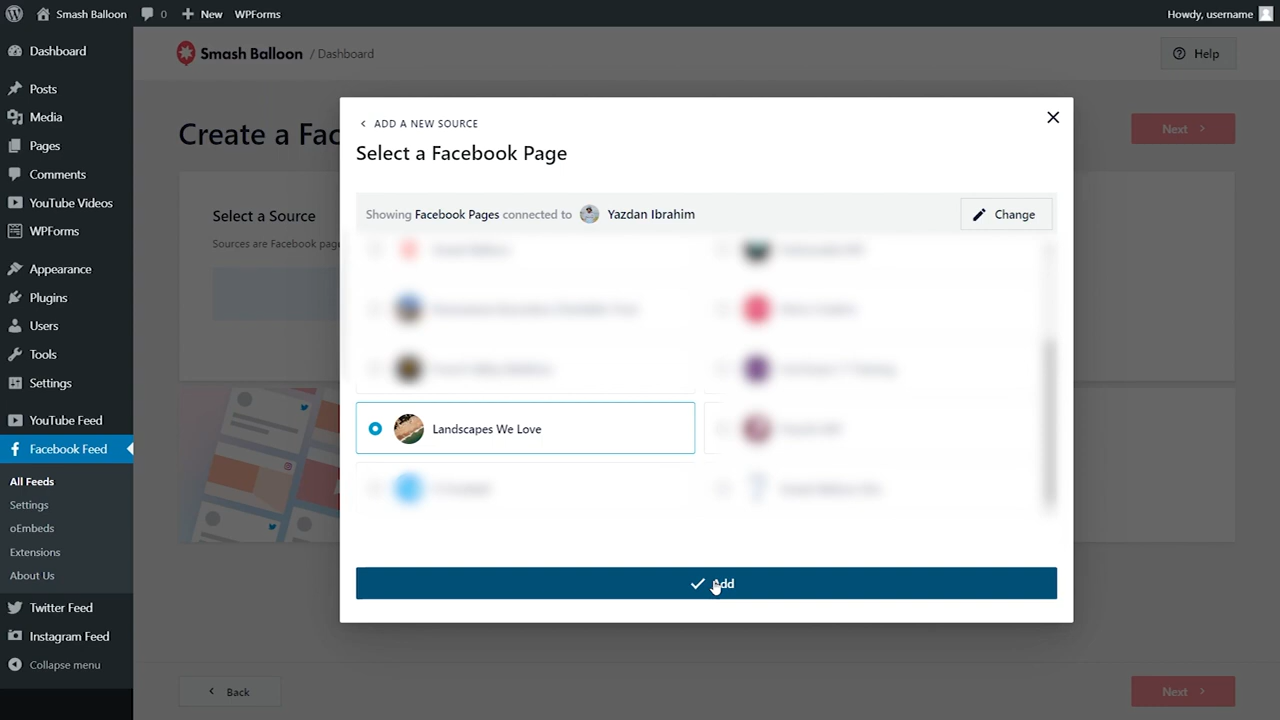 Smash Balloon
0
New
WPForms
Howdy, username
Dashboard
Posts
Media
Pages
Comments
YouTube Videos
WPForms
Appearance
Plugins
Users
Tools
Settings
YouTube Feed
Facebook Feed
All Feeds
Settings
oEmbeds
Extensions
About Us
Twitter Feed
Instagram Feed
Collapse menu
Smash Balloon / Dashboard
Help
Create a Fac
Next
Select a Source
Sources are Facebook page
ADD A NEW SOURCE
Select a Facebook Page
Showing Facebook Pages connected to Yazdan Ibrahim
Change
Landscapes We Love
Add
Back
Next